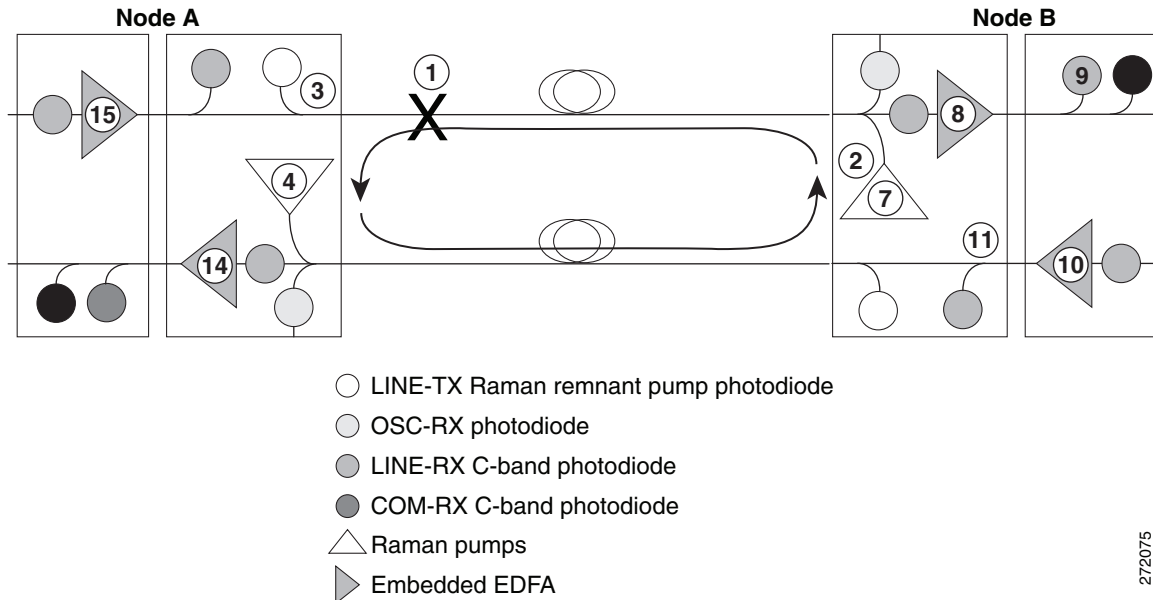 Node A
Node B
1
9
3
15
8
2
4
7
11
14
10
LINE-TX Raman remnant pump photodiode
OSC-RX photodiode
LINE-RX C-band photodiode
COM-RX C-band photodiode
Raman pumps
Embedded EDFA
272075